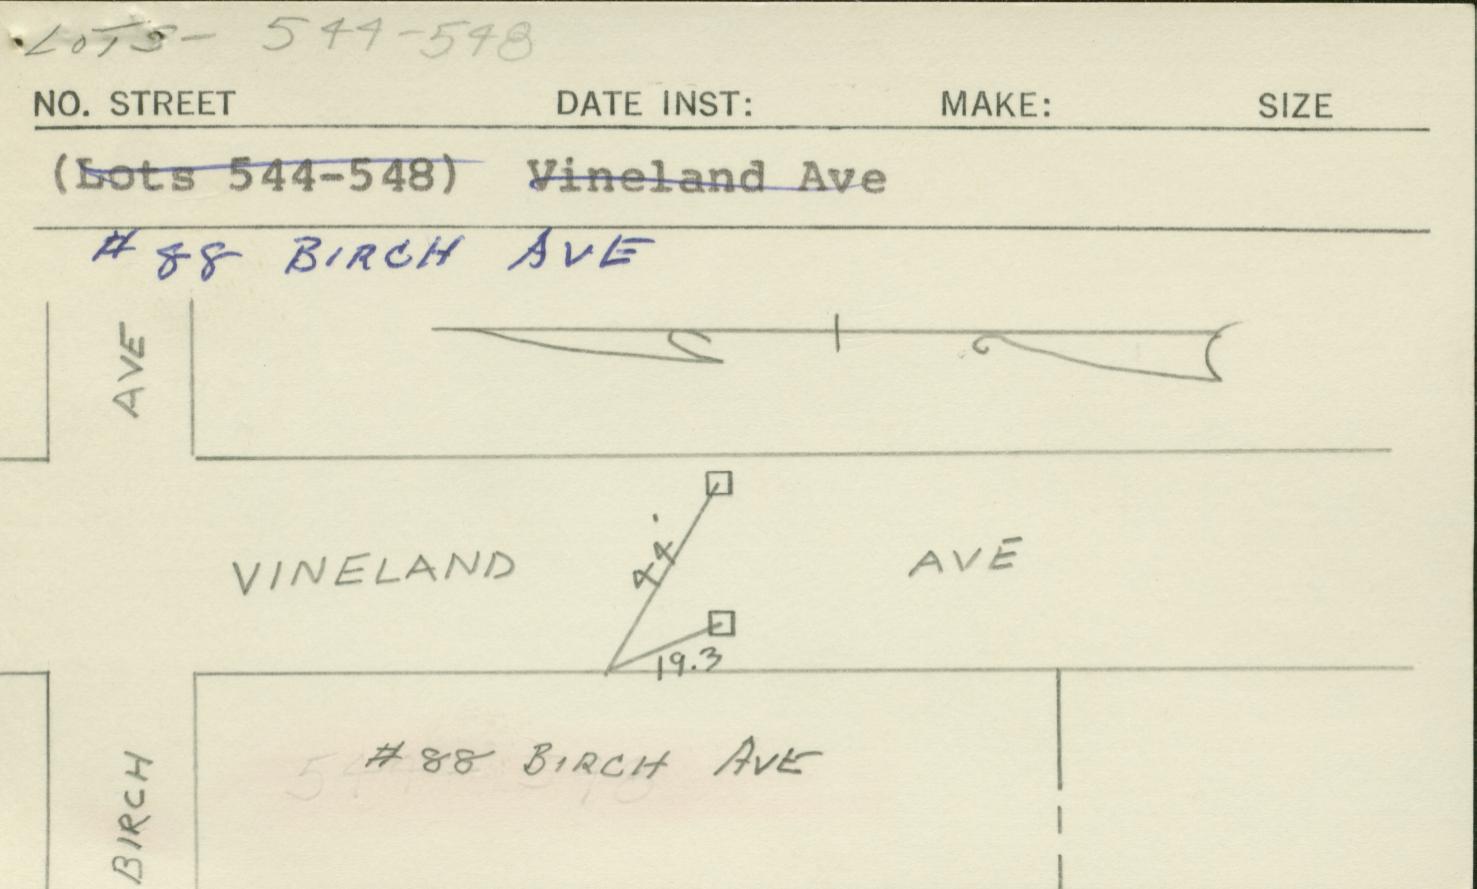 LOTS- 544-548
NO. STREET DATE INST: MAKE: SIZE
(Lots 544-548) Vineland Ave
# 88 BIRCH AVE
AVE
44.
VINELAND AVE
19.3
# 88 BIRCH AVE
BIRCH